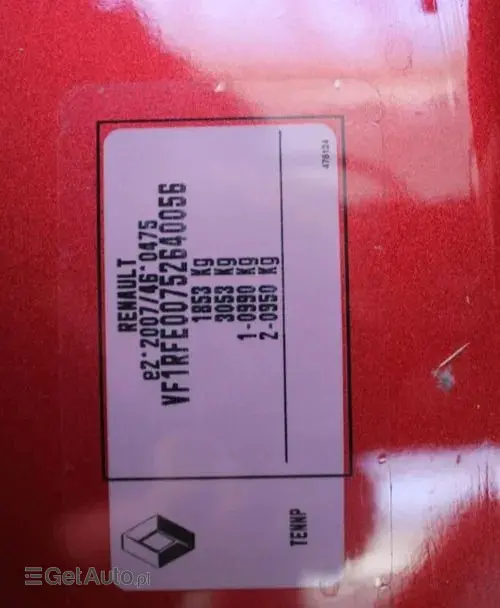 RENAULT
e2*2007/46*0475
VF1RFE00752640056
1853 Kg
3053 Kg
1-0990 Kg
2-0950 Kg
476124
TENNP
GetAuto.pl